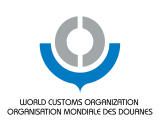 WORLD CUSTOMS ORGANIZATION
ORGANISATION MONDIALE DES DOUANES